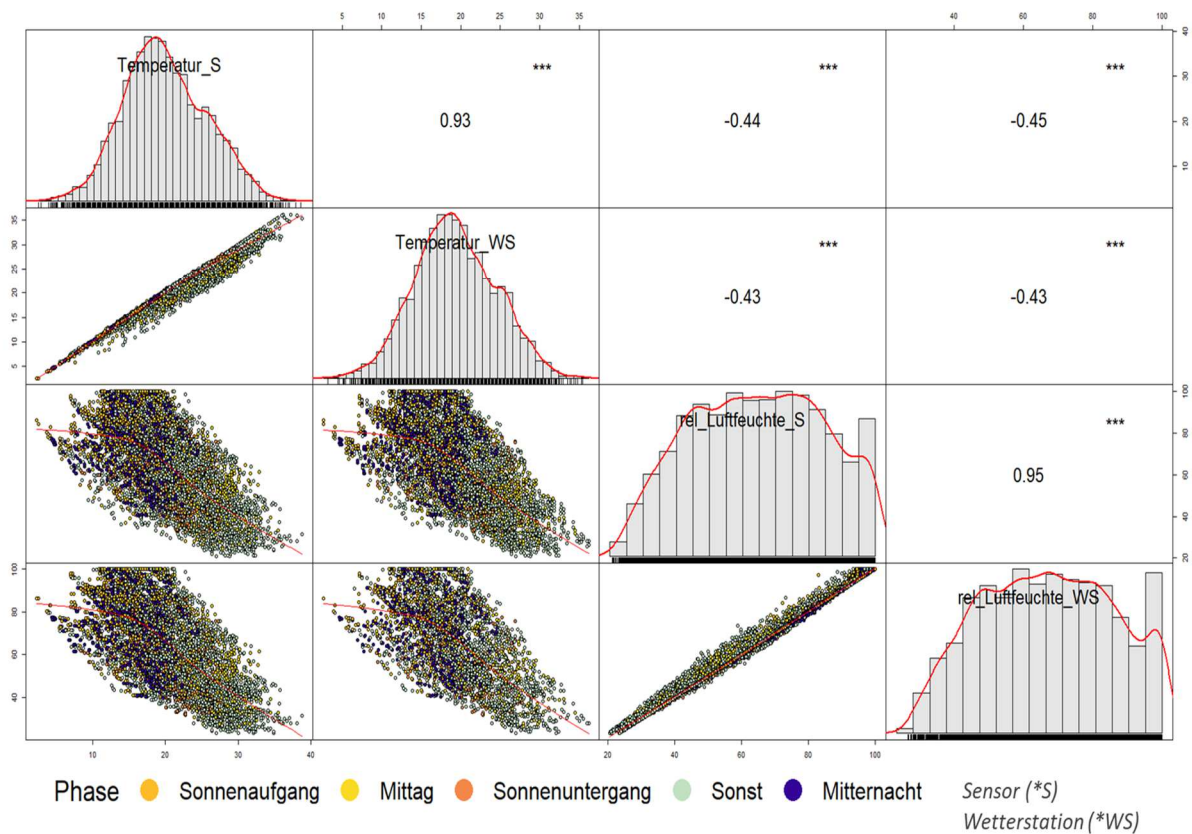 5 15 20 25 30 35 40 60 80 100
Temperatur_S *** *** *** 40
30
0.93 -0.44 -0.45 20
10
35 Temperatur_WS *** ***
30
25
20 -0.43 -0.43
15
10
5
rel_Luftfeuchte_S *** 100
80
0.95 60
40
20
100 rel_Luftfeuchte_WS
80
60
40
10 20 30 40 20 40 60 80 100
Phase Sonnenaufgang Mittag Sonnenuntergang Sonst Mitternacht Sensor (*S)
Wetterstation (*WS)